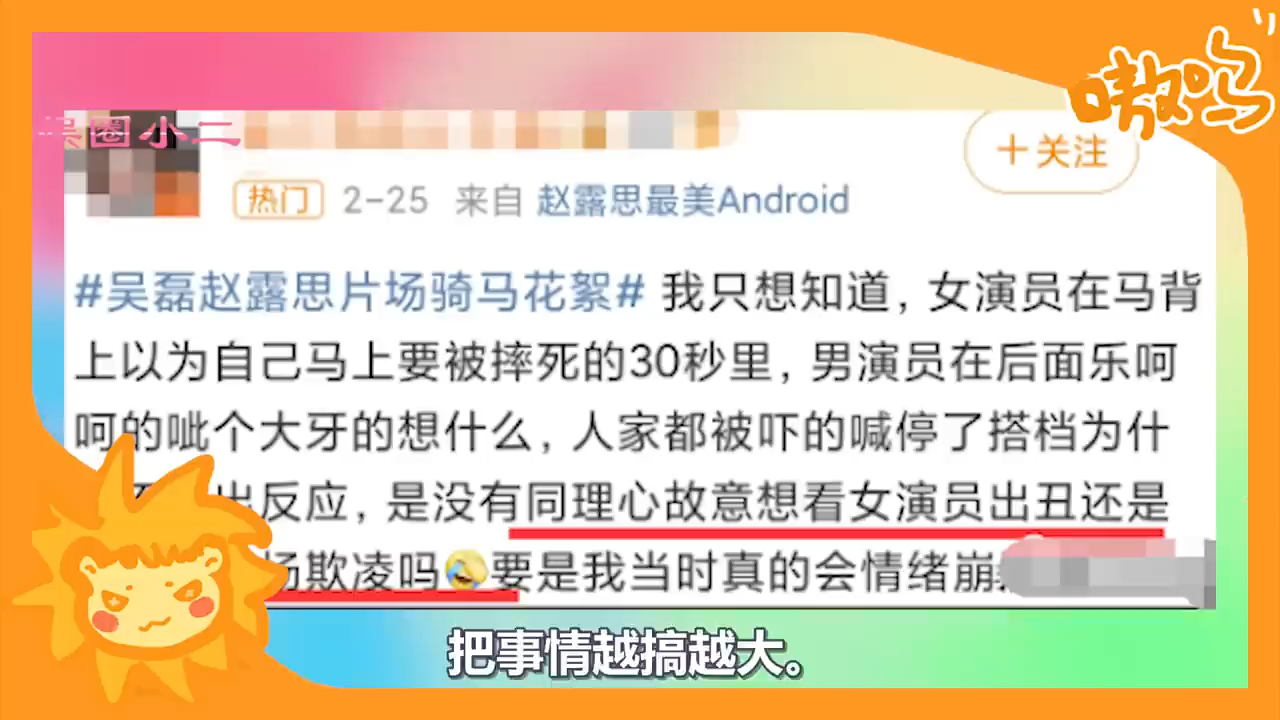 嗷呜
圈小二
+关注
热门 2-25 来自 赵露思最美Android
#吴磊赵露思片场骑马花絮# 我只想知道，女演员在马背
上以为自己马上要被摔死的30秒里，男演员在后面乐呵
呵的呲个大牙的想什么，人家都被吓的喊停了搭档为什
出反应，是没有同理心故意想看女演员出丑还是
场欺凌吗🤣要是我当时真的会情绪崩
把事情越搞越大。